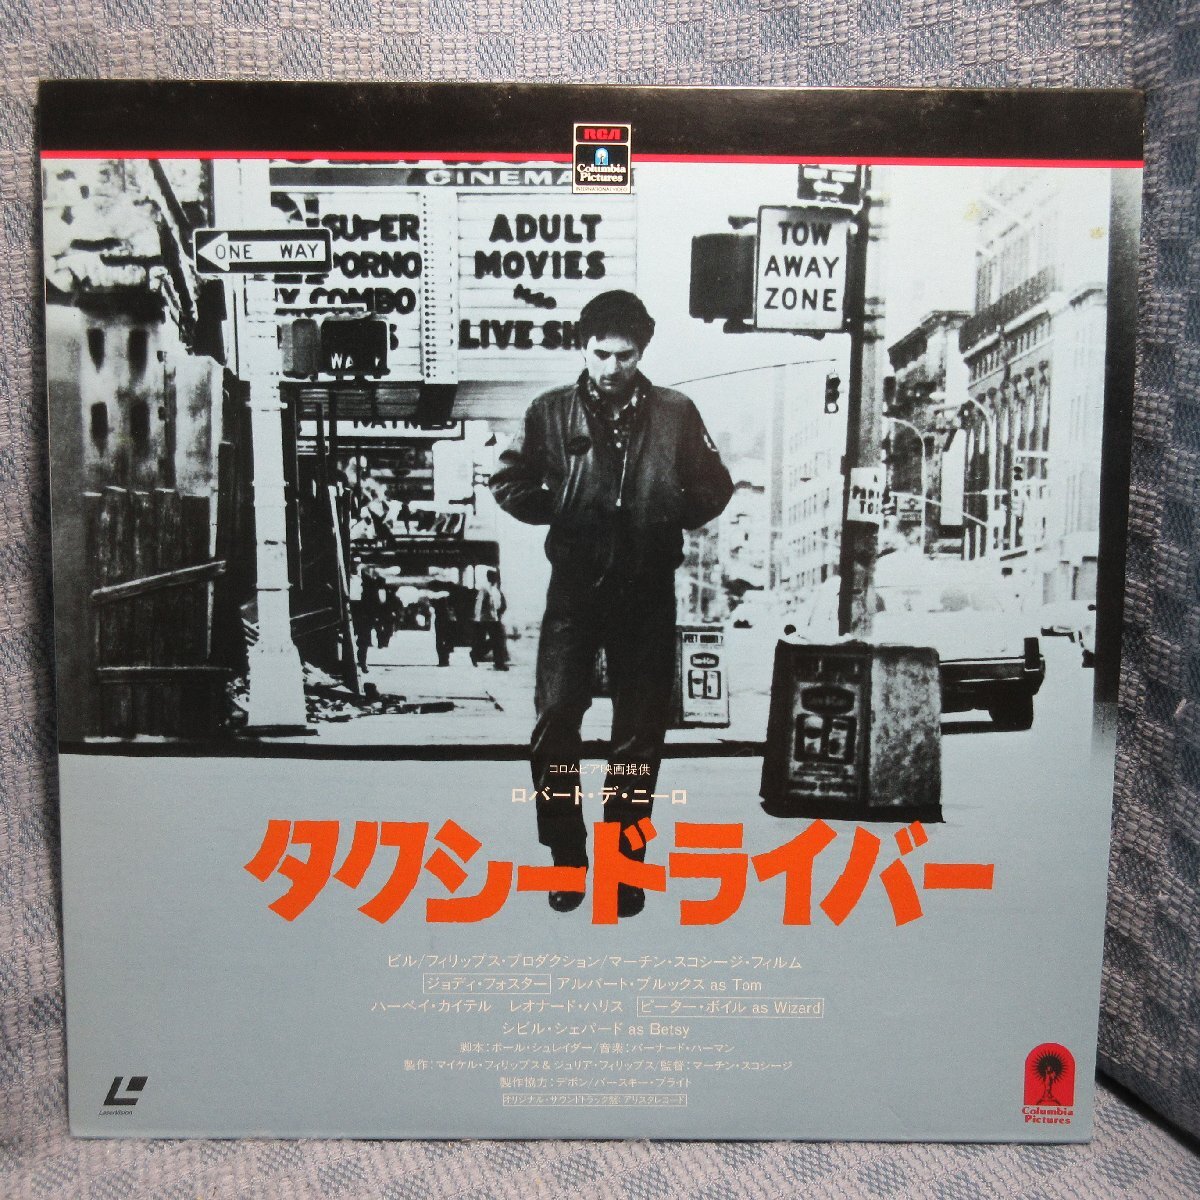 RCA
Columbia
Pictures
INTERNATIONAL VIDEO
CINEMA
ONE WAY
SUPER
PORNO
COMBO
ADULT
MOVIES
also
LIVE SH
TOW
AWAY
ZONE
コロムビア映画提供
ロバート・デ・ニーロ
タクシードライバー
ビル/フィリップス・プロダクション/マーチン・スコシージ・フィルム
ジョディ・フォスター アルバート・ブルックス as Tom
ハーベイ・カイテル レオナード・ハリス ピーター・ボイル as Wizard
シビル・シェパード as Betsy
脚本:ポール・シュレイダー/音楽:バーナード・ハーマン
製作:マイケル・フィリップス&ジュリア・フィリップス/監督:マーチン・スコシージ
製作協力:デボン/パースキー・ブライト
オリジナル・サウンドトラック盤:アリスタレコード
LaserVision
Columbia
Pictures